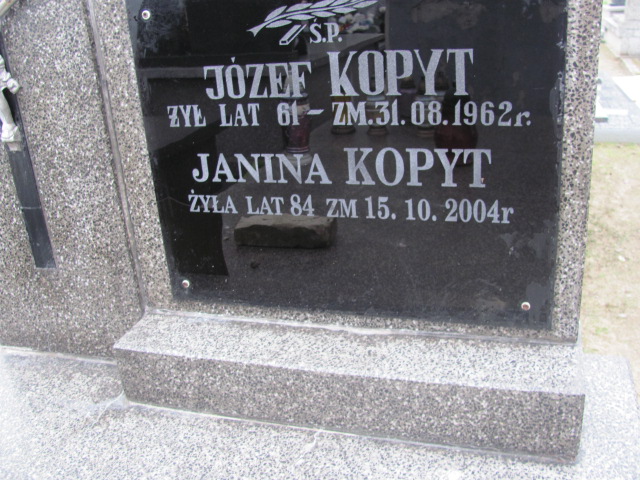 Ś.P.
JÓZEF KOPYT
ŻYŁ LAT 61 - ZM.31.08.1962r.
JANINA KOPYT
ŻYŁA LAT 84 ZM 15.10.2004r